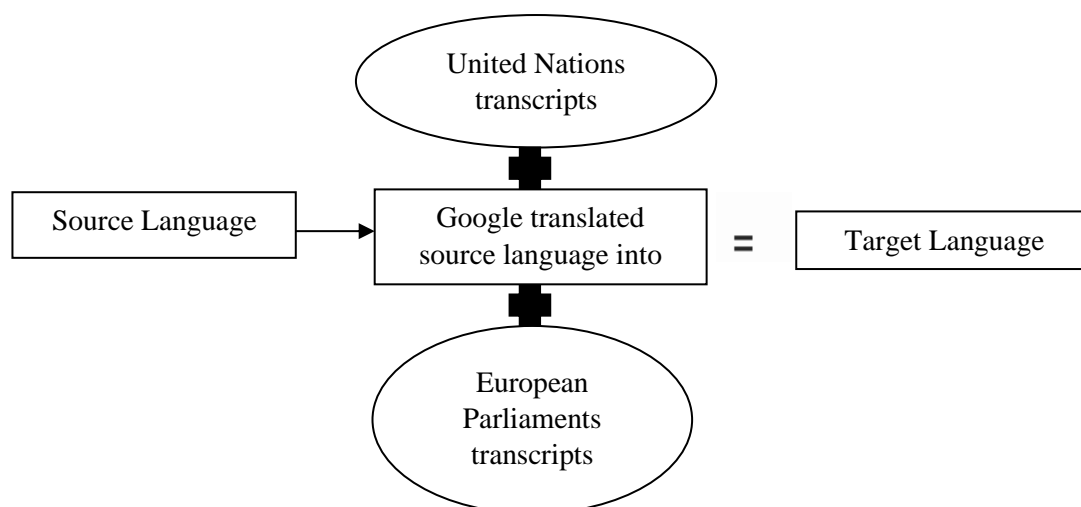 United Nations
transcripts
Source Language
Google translated
source language into
=
Target Language
European
Parliaments
transcripts